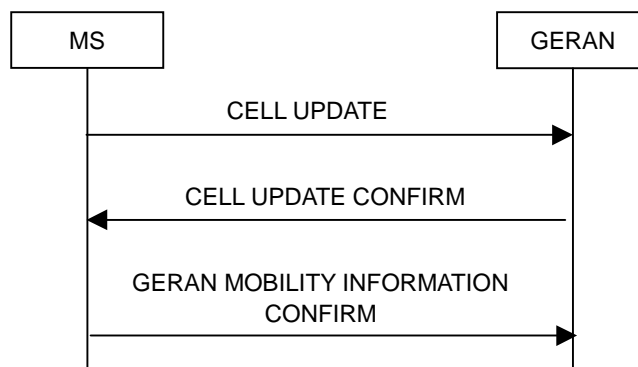 MS
GERAN
CELL UPDATE
CELL UPDATE CONFIRM
GERAN MOBILITY INFORMATION
CONFIRM